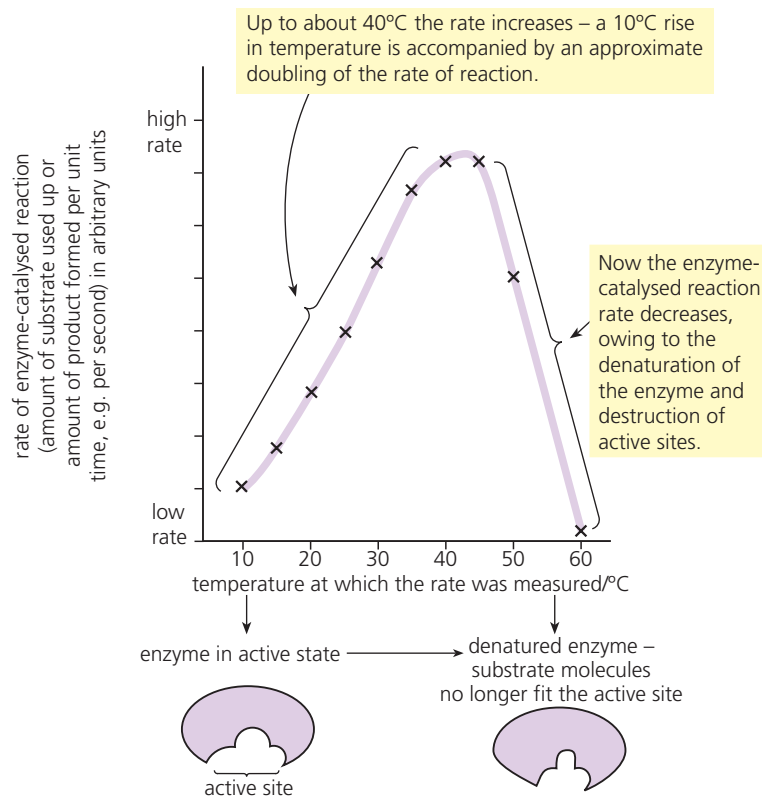 Up to about 40ºC the rate increases – a 10ºC rise
in temperature is accompanied by an approximate
doubling of the rate of reaction.
high
rate
rate of enzyme-catalysed reaction
(amount of substrate used up or
amount of product formed per unit
time, e.g. per second) in arbitrary units
Now the enzyme-
catalysed reaction
rate decreases,
owing to the
denaturation of
the enzyme and
destruction of
active sites.
low
rate
10 20 30 40 50 60
temperature at which the rate was measured/ºC
enzyme in active state
denatured enzyme –
substrate molecules
no longer fit the active site
active site